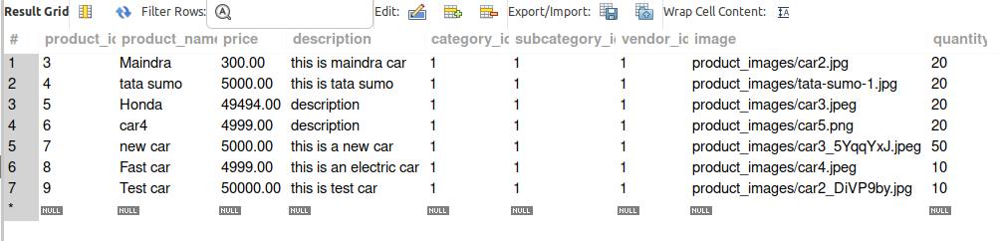 Result Grid Filter Rows: Edit: Export/Import: Wrap Cell Content: IA
# product_id product_name price description category_id subcategory_id vendor_id image quantity
1 3 Maindra 300.00 this is maindra car 1 1 1 product_images/car2.jpg 20
2 4 tata sumo 5000.00 this is tata sumo 1 1 1 product_images/tata-sumo-1.jpg 20
3 5 Honda 49494.00 description 1 1 1 product_images/car3.jpeg 20
4 6 car4 4999.00 description 1 1 1 product_images/car5.png 20
5 7 new car 5000.00 this is a new car 1 1 1 product_images/car3_5YqqYxJ.jpeg 50
6 8 Fast car 4999.00 this is an electric car 1 1 1 product_images/car4.jpeg 10
7 9 Test car 50000.00 this is test car 1 1 1 product_images/car2_DiVP9by.jpg 10
* NULL NULL NULL NULL NULL NULL NULL NULL NULL